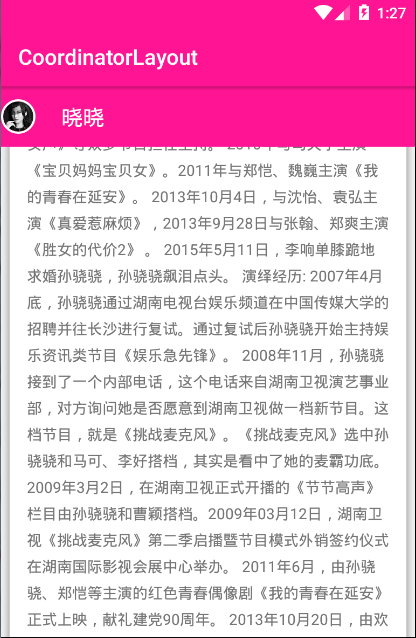 1:27
CoordinatorLayout
晓晓
《宝贝妈妈宝贝女》。2011年与郑恺、魏巍主演《我
的青春在延安》。 2013年10月4日，与沈怡、袁弘主
演《真爱惹麻烦》，2013年9月28日与张翰、郑爽主演
《胜女的代价2》 。 2015年5月11日，李响单膝跪地
求婚孙骁骁，孙骁骁飙泪点头。 演绎经历: 2007年4月
底，孙骁骁通过湖南电视台娱乐频道在中国传媒大学的
招聘并往长沙进行复试。通过复试后孙骁骁开始主持娱
乐资讯类节目《娱乐急先锋》。 2008年11月，孙骁骁
接到了一个内部电话，这个电话来自湖南卫视演艺事业
部，对方询问她是否愿意到湖南卫视做一档新节目。这
档节目，就是《挑战麦克风》。《挑战麦克风》选中孙
骁骁和马可、李好搭档，其实是看中了她的麦霸功底。
2009年3月2日，在湖南卫视正式开播的《节节高声》
栏目由孙骁骁和曹颖搭档。2009年03月12日，湖南卫
视《挑战麦克风》第二季启播暨节目模式外销签约仪式
在湖南国际影视会展中心举办。 2011年6月，由孙骁
骁、郑恺等主演的红色青春偶像剧《我的青春在延安》
正式上映，献礼建党90周年。 2013年10月20日，由欢